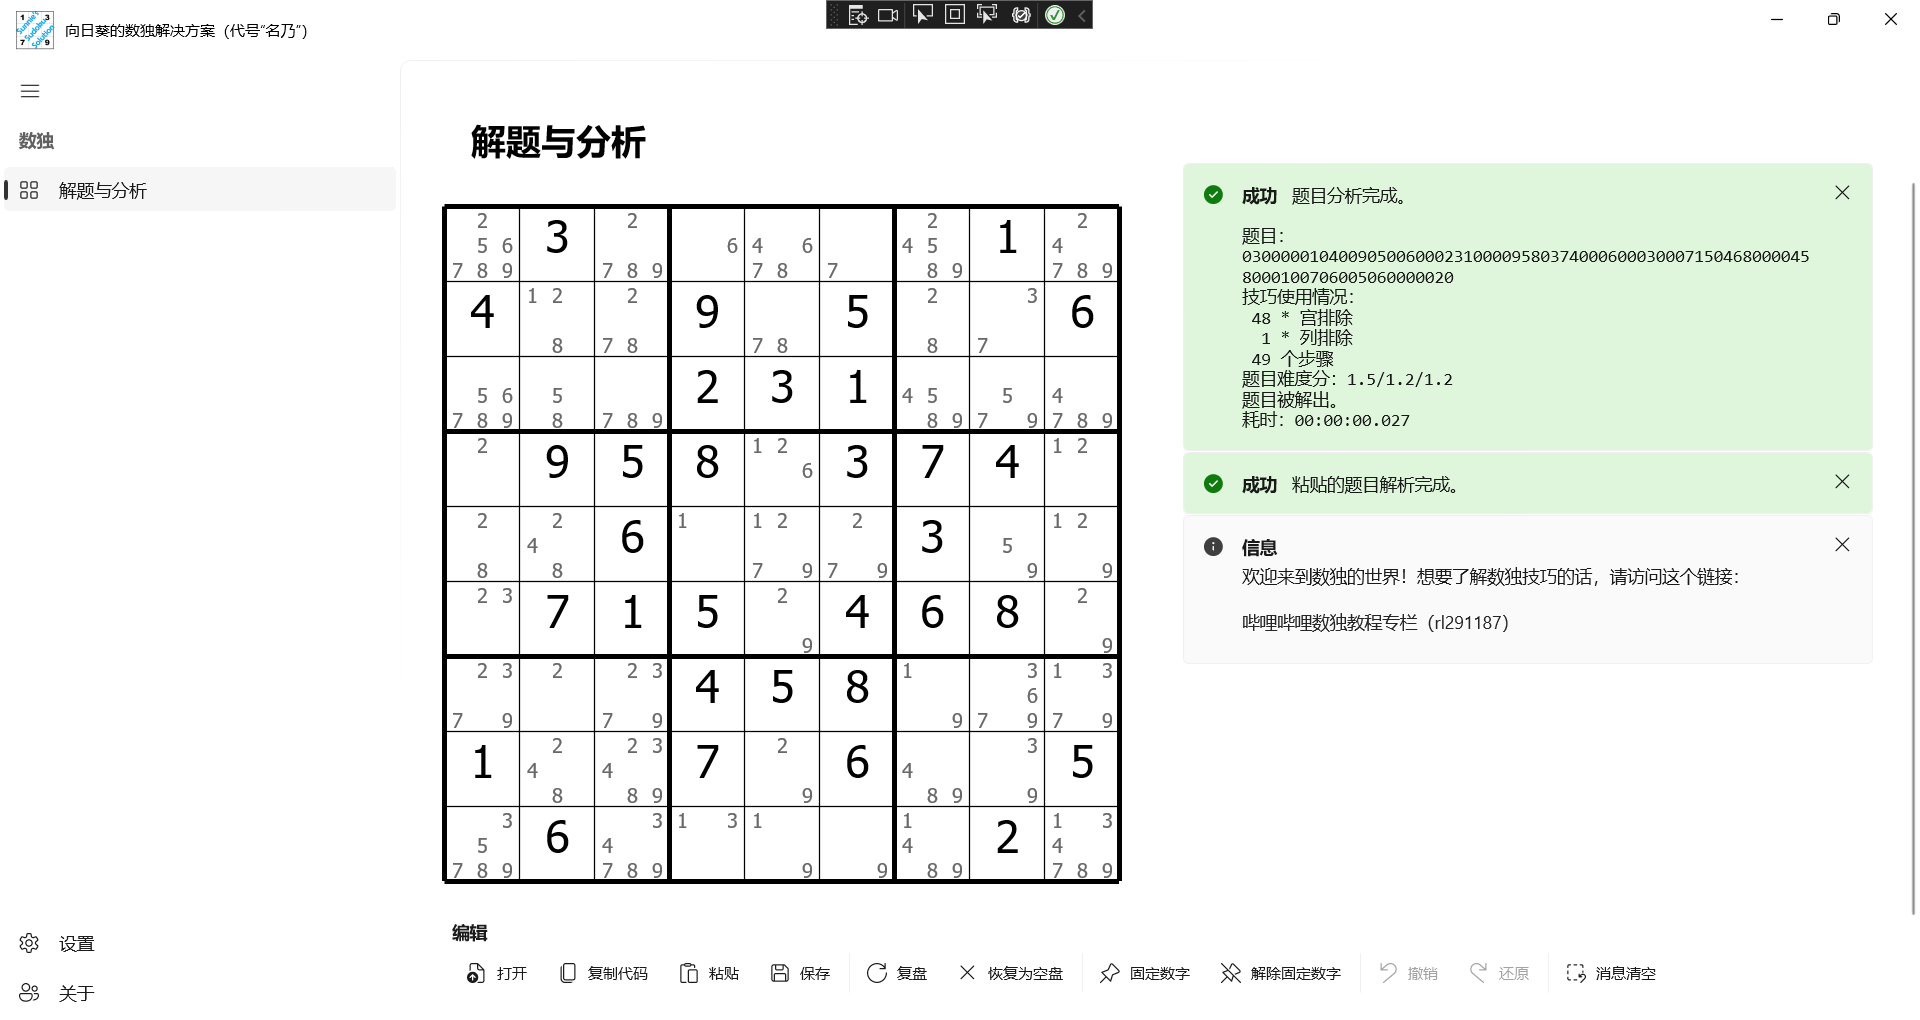 向日葵的数独解决方案（代号“名乃”）
数独
解题与分析
设置
关于
解题与分析
2 5 6 7 8 9 3 2 7 8 9 6 4 6 7 8 7 2 4 5 8 9 1 2 4 7 8 9
4 1 2 8 2 7 8 9 7 8 5 2 8 3 7 6
5 6 7 8 9 5 8 7 8 9 2 3 1 4 5 8 9 5 7 9 4 7 8 9
2 9 5 8 1 2 6 3 7 4 1 2
2 8 2 4 8 6 1 1 2 7 9 2 7 9 3 5 9 1 2 9
2 3 7 1 5 2 9 4 6 8 2 9
2 3 7 9 2 2 3 7 9 4 5 8 1 9 3 6 7 9 1 3 7 9
1 2 4 8 2 3 4 8 9 7 2 9 6 4 8 9 3 9 5
3 5 7 8 9 6 3 4 7 8 9 1 3 1 9 9 1 4 8 9 2 1 3 4 7 8 9
成功 题目分析完成。
题目：
0300000104009050060002310000958037400060003000715046800004 5
80001007060050600000 20
技巧使用情况：
48 * 宫排除
1 * 列排除
49 个步骤
题目难度分：1.5/1.2/1.2
题目被解出。
耗时：00:00:00.027
成功 粘贴的题目解析完成。
信息
欢迎来到数独的世界！想要了解数独技巧的话，请访问这个链接：
哔哩哔哩数独教程专栏（rl291187）
编辑
打开 复制代码 粘贴 保存 复盘 恢复为空盘 固定数字 解除固定数字 撤销 还原 消息清空